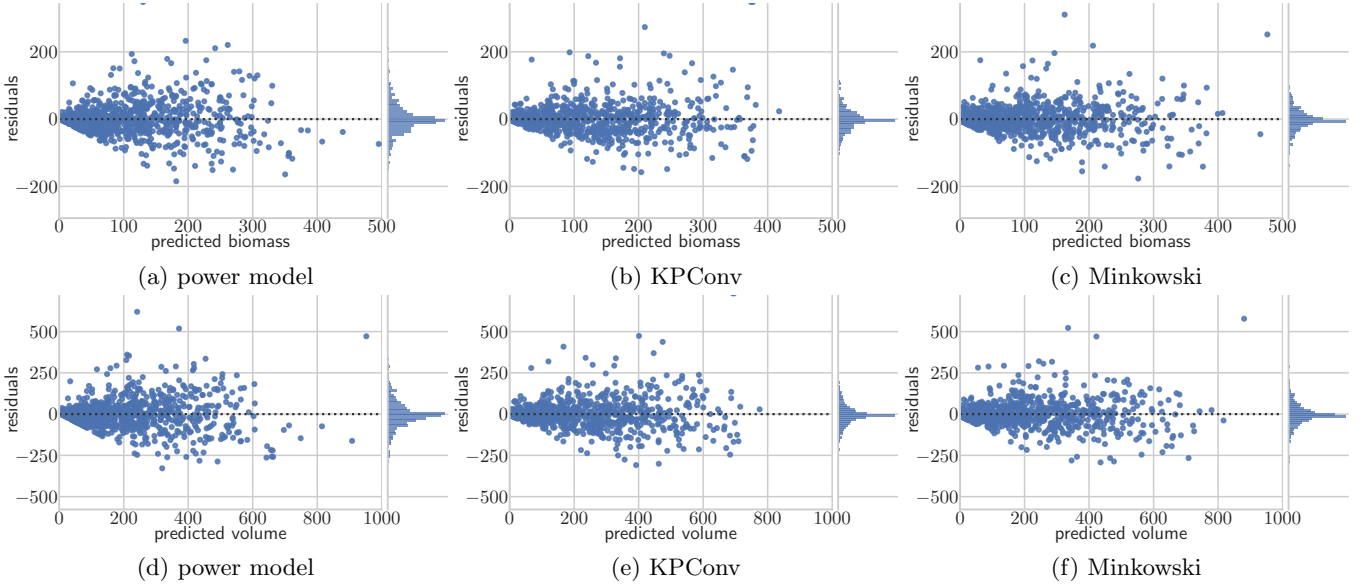 residuals
200
0
−200
0 100 200 300 400 500
predicted biomass
(a) power model
residuals
200
0
−200
0 100 200 300 400 500
predicted biomass
(b) KPConv
residuals
200
0
−200
0 100 200 300 400 500
predicted biomass
(c) Minkowski
residuals
500
250
0
−250
−500
0 200 400 600 800 1000
predicted volume
(d) power model
residuals
500
250
0
−250
−500
0 200 400 600 800 1000
predicted volume
(e) KPConv
residuals
500
250
0
−250
−500
0 200 400 600 800 1000
predicted volume
(f) Minkowski